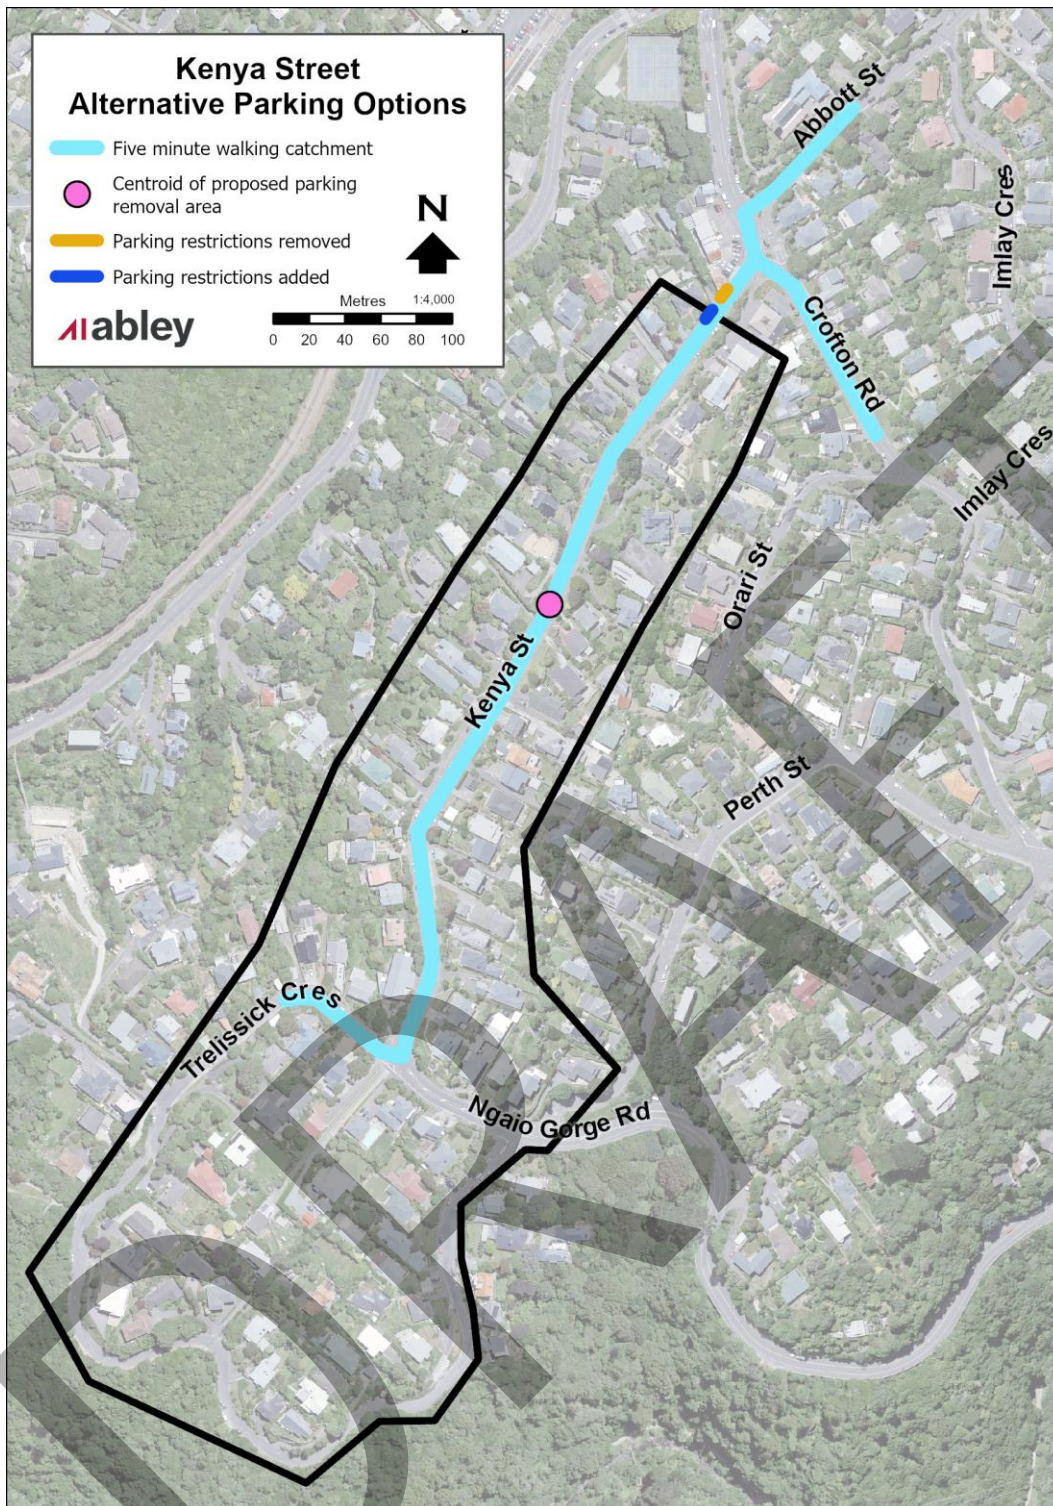 Kenya Street
Alternative Parking Options
Five minute walking catchment
Centroid of proposed parking
removal area
Parking restrictions removed
Parking restrictions added
N
Metres 1:4,000
0 20 40 60 80 100
abley
Abbott St
Imlay Cres
Crofton Rd
Imlay Cres
Orari St
Kenya St
Perth St
Trelissick Cres
Ngaio Gorge Rd
DRAFT